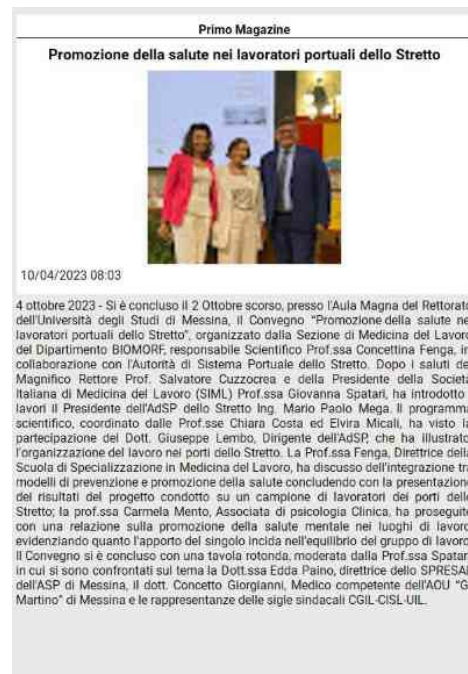 Primo Magazine
Promozione della salute nei lavoratori portuali dello Stretto
10/04/2023 08:03
4 ottobre 2023 - Si è concluso il 2 Ottobre scorso, presso l'Aula Magna del Rettorato
dell'Università degli Studi di Messina, il Convegno "Promozione della salute nei
lavoratori portuali dello Stretto", organizzato dalla Sezione di Medicina del Lavoro
del Dipartimento BIOMORF, responsabile Scientifico Prof.ssa Concettina Fenga, in
collaborazione con l'Autorità di Sistema Portuale dello Stretto. Dopo i saluti del
Magnifico Rettore Prof. Salvatore Cuzzocrea e della Presidente della Società
Italiana di Medicina del Lavoro (SIML) Prof.ssa Giovanna Spatari, ha introdotto i
lavori il Presidente dell'AdSP dello Stretto Ing. Mario Paolo Mega. Il programma
scientifico, coordinato dalle Prof.sse Chiara Costa ed Elvira Micali, ha visto la
partecipazione del Dott. Giuseppe Lembo, Dirigente dell'AdSP, che ha illustrato
l'organizzazione del lavoro nei porti dello Stretto. La Prof.ssa Fenga, Direttrice della
Scuola di Specializzazione in Medicina del Lavoro, ha discusso dell'integrazione tra
modelli di prevenzione e promozione della salute concludendo con la presentazione
dei risultati del progetto condotto su un campione di lavoratori dei porti dello
Stretto; la prof.ssa Carmela Mento, Associata di psicologia Clinica, ha proseguito
con una relazione sulla promozione della salute mentale nei luoghi di lavoro
evidenziando quanto l'apporto del singolo incida nell'equilibrio del gruppo di lavoro.
Il Convegno si è concluso con una tavola rotonda, moderata dalla Prof.ssa Spatari
in cui si sono confrontati sul tema la Dott.ssa Edda Paino, direttrice dello SPRESAL
dell'ASP di Messina, il dott. Concetto Giorgianni, Medico competente dell'AOU "G.
Martino" di Messina e le rappresentanze delle sigle sindacali CGIL-CISL-UIL.